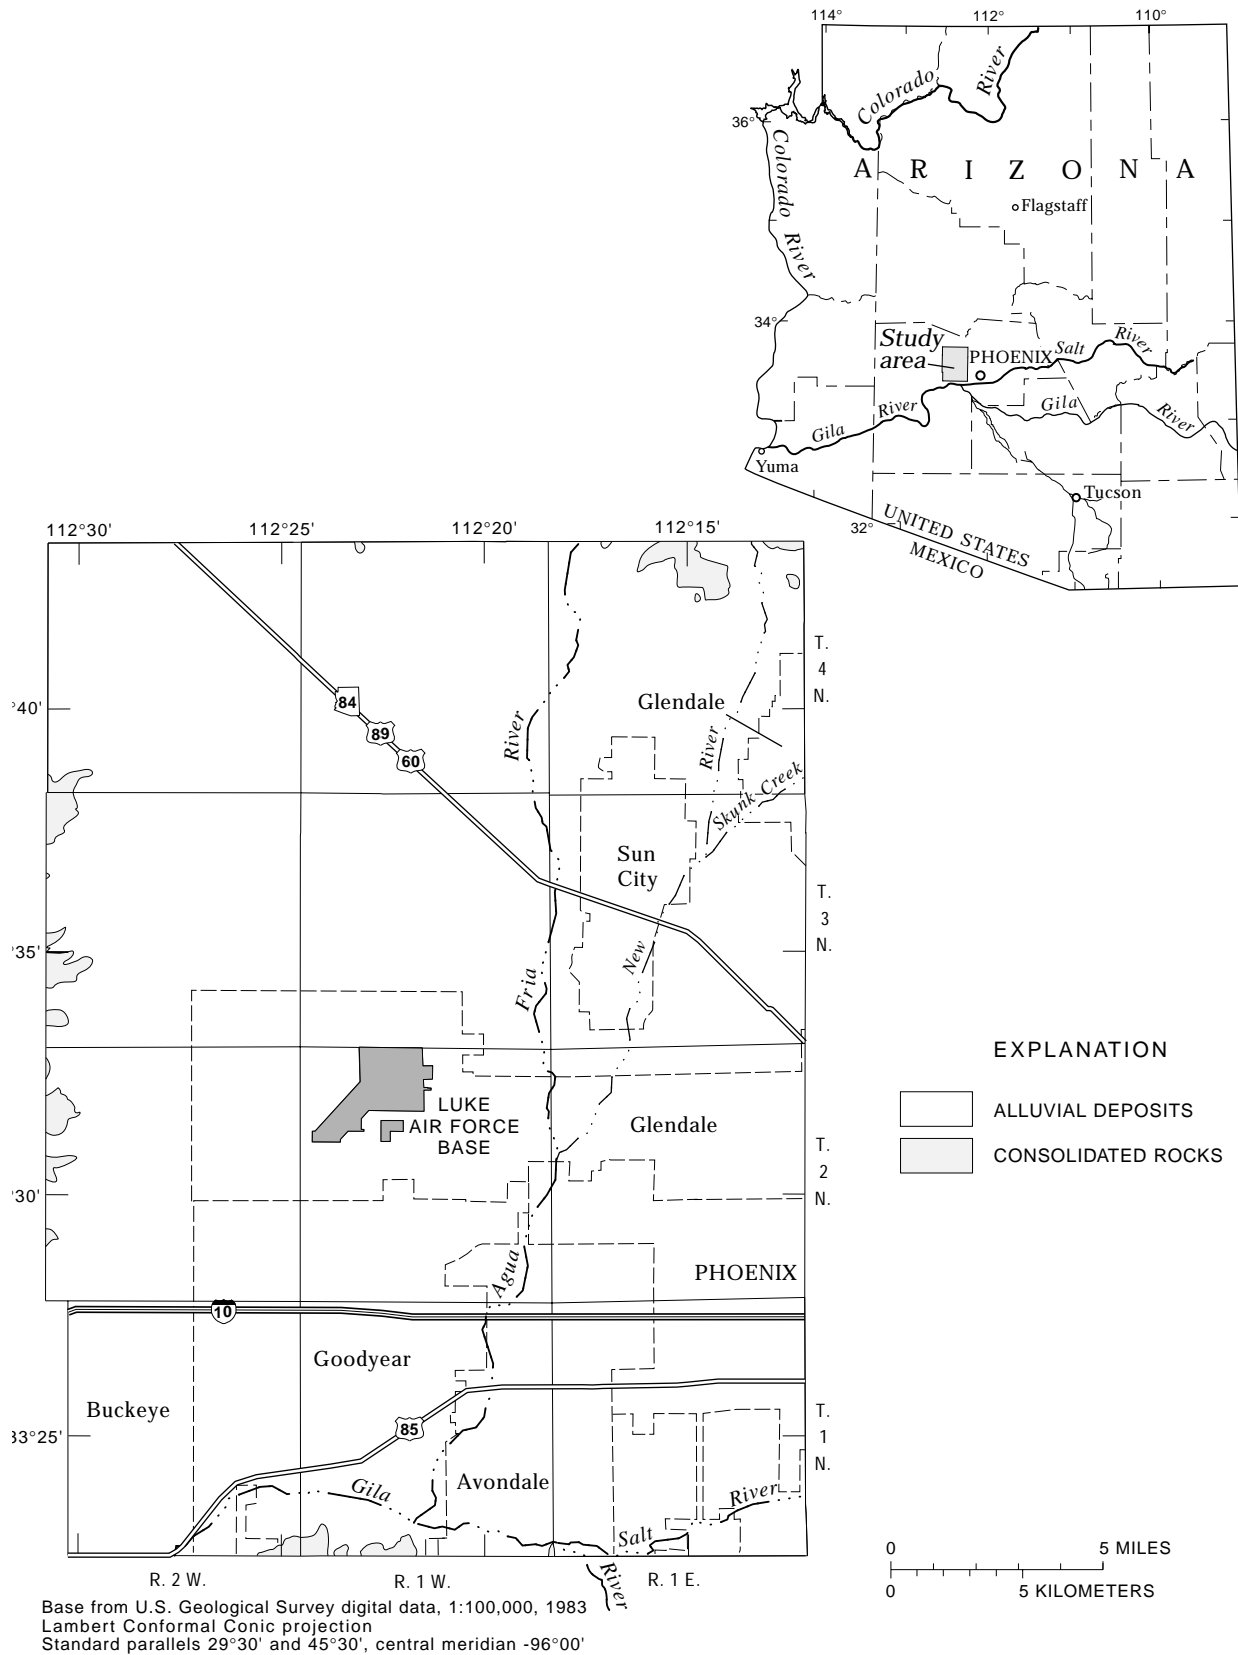 114°
112°
110°
Colorado
River
36°
Colorado
River
A R I Z O N A
Flagstaff
34°
Study
area
PHOENIX
Salt
River
Gila
River
Gila
River
Yuma
Tucson
32°
UNITED STATES
MEXICO
112°30'
112°25'
112°20'
112°15'
T.
4
N.
Glendale
°40'
84
89
60
River
River
Skunk Creek
Sun
City
T.
3
N.
°35'
New
Fria
EXPLANATION
ALLUVIAL DEPOSITS
CONSOLIDATED ROCKS
LUKE
AIR FORCE
BASE
Glendale
T.
2
N.
°30'
Agua
PHOENIX
10
Goodyear
Buckeye
85
T.
1
N.
33°25'
Avondale
Gila
River
Salt
River
0 5 MILES
0 5 KILOMETERS
R. 2 W.
R. 1 W.
R. 1 E.
Base from U.S. Geological Survey digital data, 1:100,000, 1983
Lambert Conformal Conic projection
Standard parallels 29°30' and 45°30', central meridian -96°00'